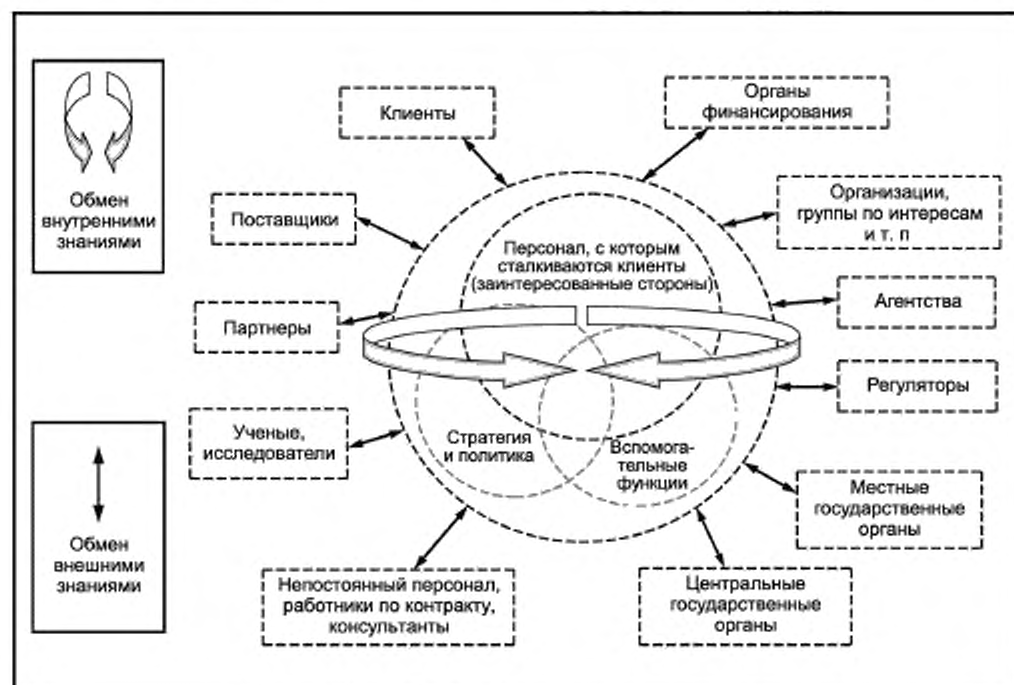 Обмен
внутренними
знаниями
Обмен
внешними
знаниями
Клиенты
Органы
финансирования
Поставщики
Организации,
группы по интересам
и т. п
Персонал, с которым
сталкиваются клиенты
(заинтересованные стороны)
Партнеры
Агентства
Регуляторы
Ученые,
исследователи
Стратегия
и политика
Вспомога-
тельные
функции
Местные
государственные
органы
Непостоянный персонал,
работники по контракту,
консультанты
Центральные
государственные
органы